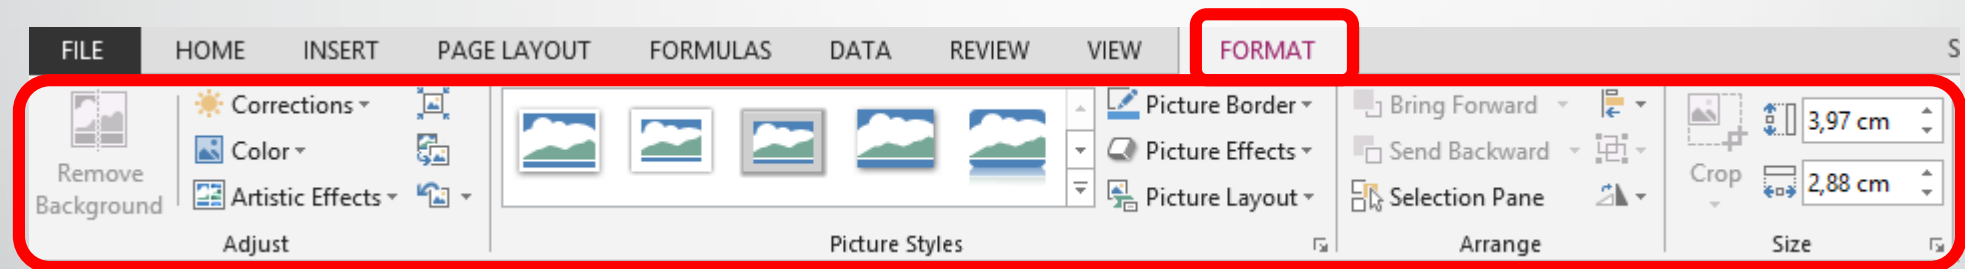 FILE HOME INSERT PAGE LAYOUT FORMULAS DATA REVIEW VIEW FORMAT S
Remove
Background
Corrections
Color
Artistic Effects
Adjust
Picture Border
Picture Effects
Picture Layout
Picture Styles
Bring Forward
Send Backward
Selection Pane
Arrange
Crop
3,97 cm
2,88 cm
Size